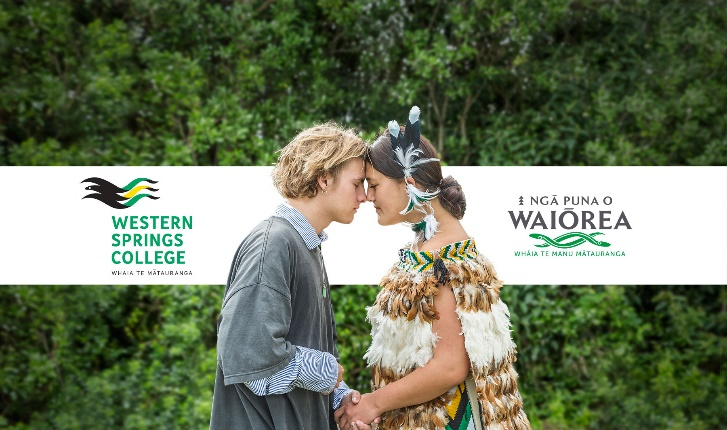 WESTERN
SPRINGS
COLLEGE
WHAIA TE MĀTAURANGA
NGĀ PUNA O
WAIŌREA
WHĀIA TE MANU MĀTAURANGA